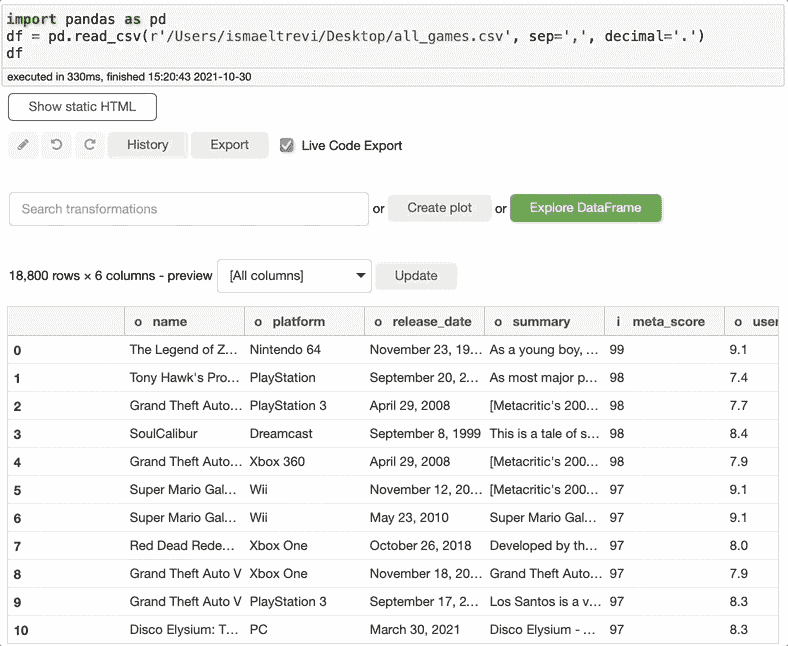 import pandas as pd
df = pd.read_csv(r'/Users/ismaeltrevi/Desktop/all_games.csv', sep=',', decimal='.')
df
executed in 330ms, finished 15:20:43 2021-10-30
Show static HTML
History Export Live Code Export
Search transformations or Create plot or Explore DataFrame
18,800 rows × 6 columns - preview [All columns] Update
o name o platform o release_date o summary i meta_score o user
0 The Legend of Z... Nintendo 64 November 23, 19... As a young boy, ... 99 9.1
1 Tony Hawk's Pro... PlayStation September 20, 2... As most major p... 98 7.4
2 Grand Theft Auto... PlayStation 3 April 29, 2008 [Metacritic's 200... 98 7.7
3 SoulCalibur Dreamcast September 8, 1999 This is a tale of s... 98 8.4
4 Grand Theft Auto... Xbox 360 April 29, 2008 [Metacritic's 200... 98 7.9
5 Super Mario Gal... Wii November 12, 20... [Metacritic's 200... 97 9.1
6 Super Mario Gal... Wii May 23, 2010 Super Mario Gal... 97 9.1
7 Red Dead Rede... Xbox One October 26, 2018 Developed by th... 97 8.0
8 Grand Theft Auto V Xbox One November 18, 20... Grand Theft Auto... 97 7.9
9 Grand Theft Auto V PlayStation 3 September 17, 2... Los Santos is a v... 97 8.3
10 Disco Elysium: T... PC March 30, 2021 Disco Elysium - ... 97 8.3